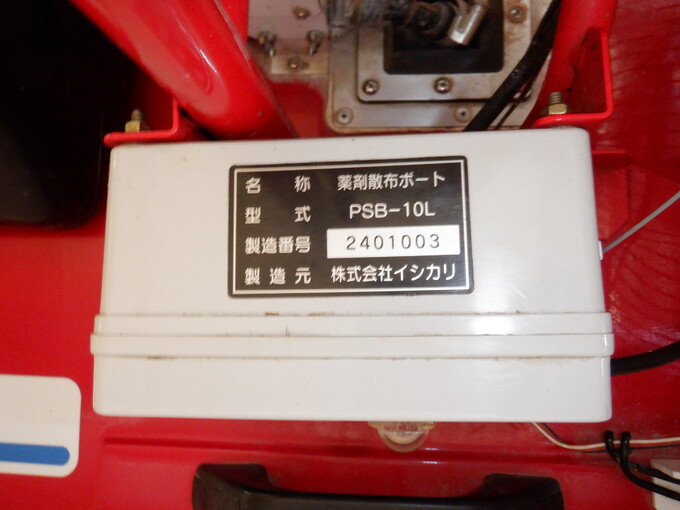 名称 薬剤散布ボート
型式 PSB-10L
製造番号 2401003
製造元 株式会社イシカリ